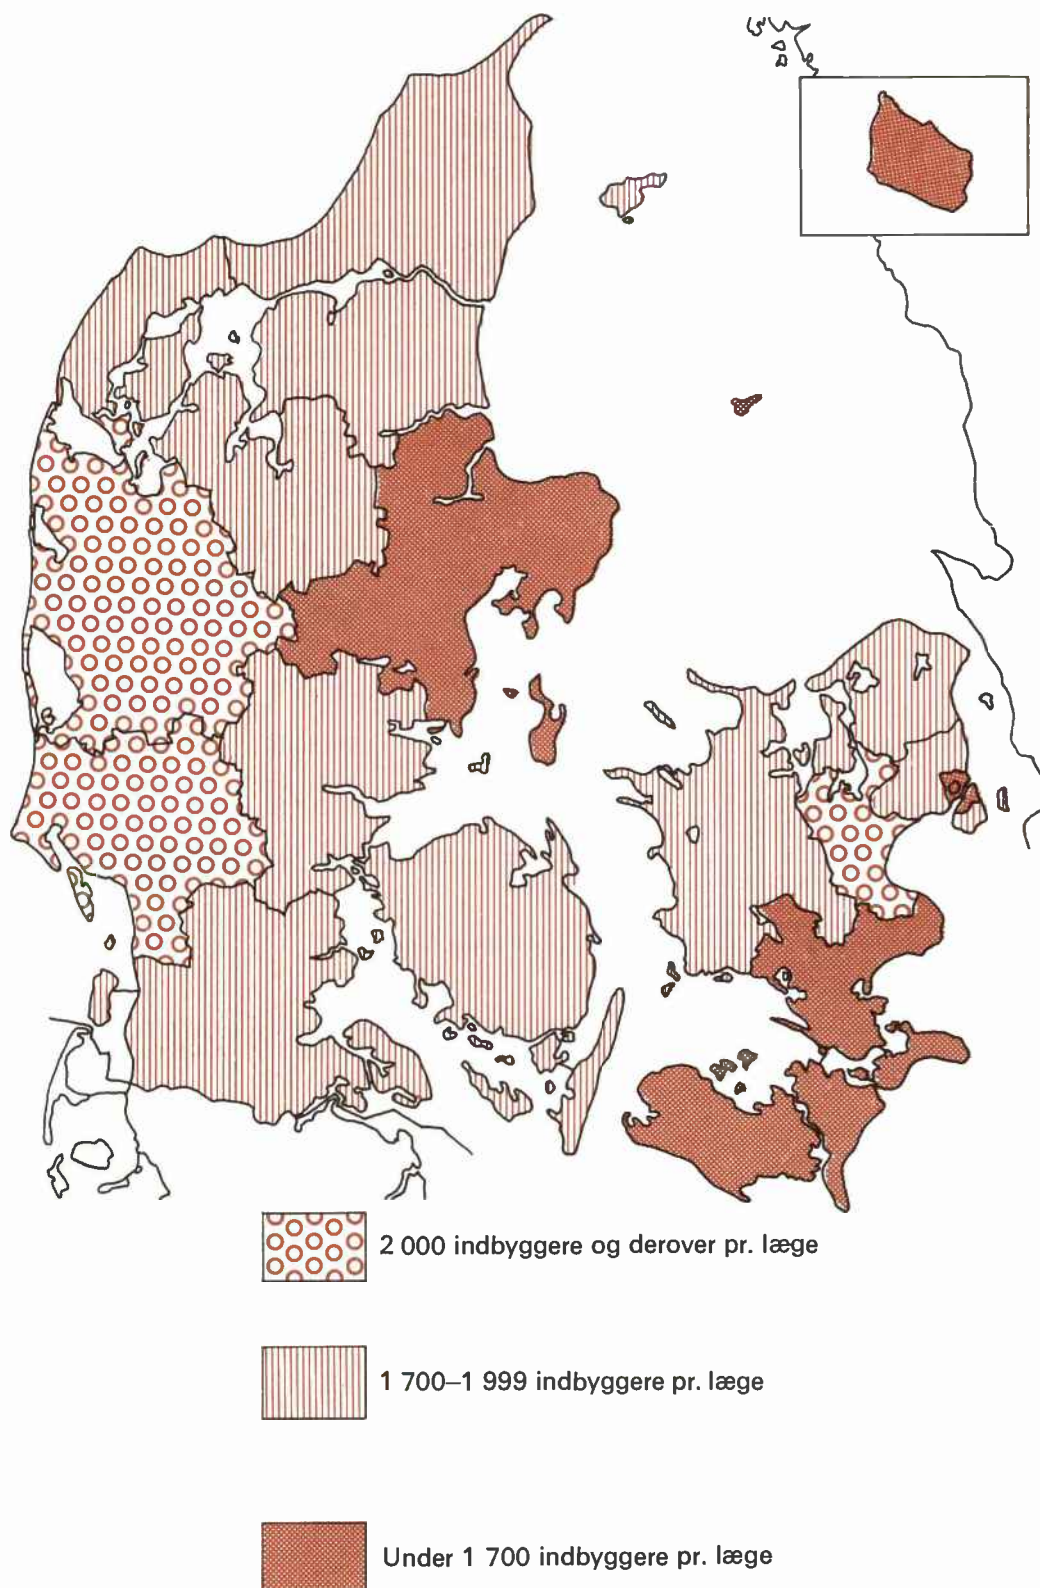 2 000 indbyggere og derover pr. læge
1 700–1 999 indbyggere pr. læge
Under 1 700 indbyggere pr. læge